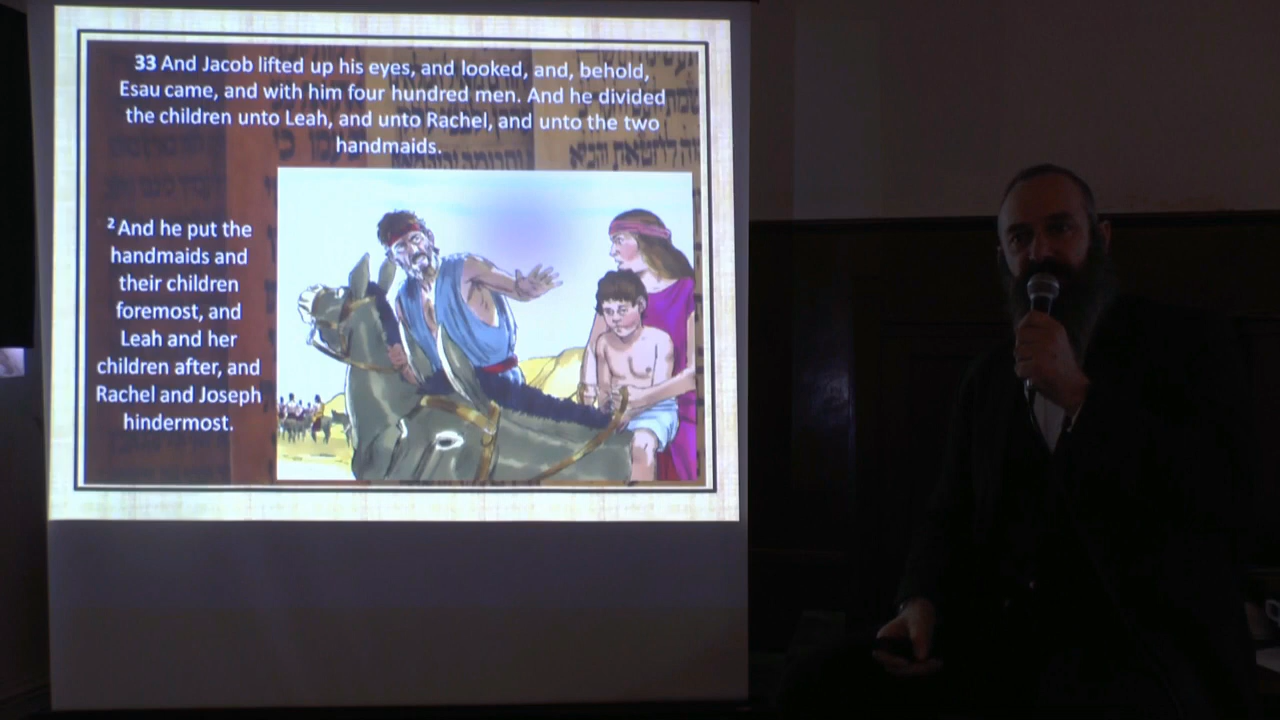 33 And Jacob lifted up his eyes, and looked, and, behold,
Esau came, and with him four hundred men. And he divided
the children unto Leah, and unto Rachel, and unto the two
handmaids.
2 And he put the
handmaids and
their children
foremost, and
Leah and her
children after, and
Rachel and Joseph
hindermost.